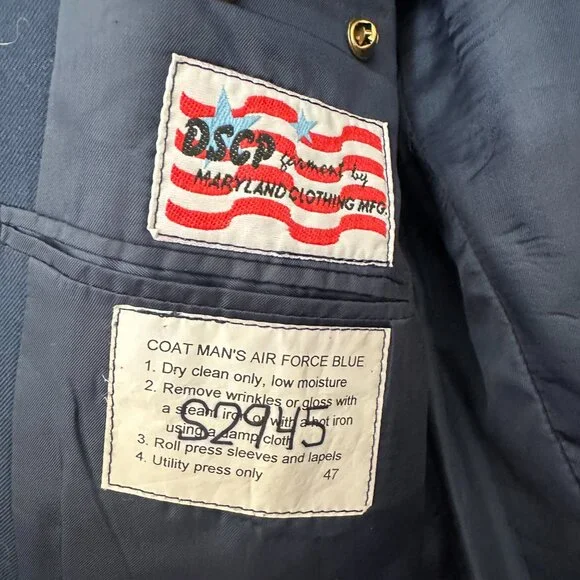 DSCP garment by
MARYLAND CLOTHING MFG.
COAT MAN'S AIR FORCE BLUE
1. Dry clean only, low moisture
2. Remove wrinkles or gloss with
a steam iron or with a hot iron
using a damp cloth
S2945
3. Roll press sleeves and lapels
4. Utility press only 47